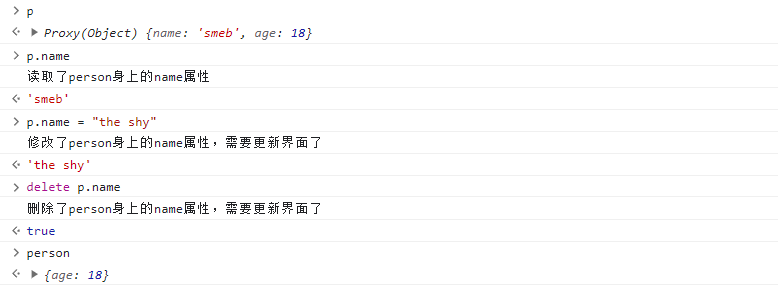 p
Proxy(Object) {name: 'smeb', age: 18}
p.name
读取了person身上的name属性
'smeb'
p.name = "the shy"
修改了person身上的name属性，需要更新界面了
'the shy'
delete p.name
删除了person身上的name属性，需要更新界面了
true
person
{age: 18}